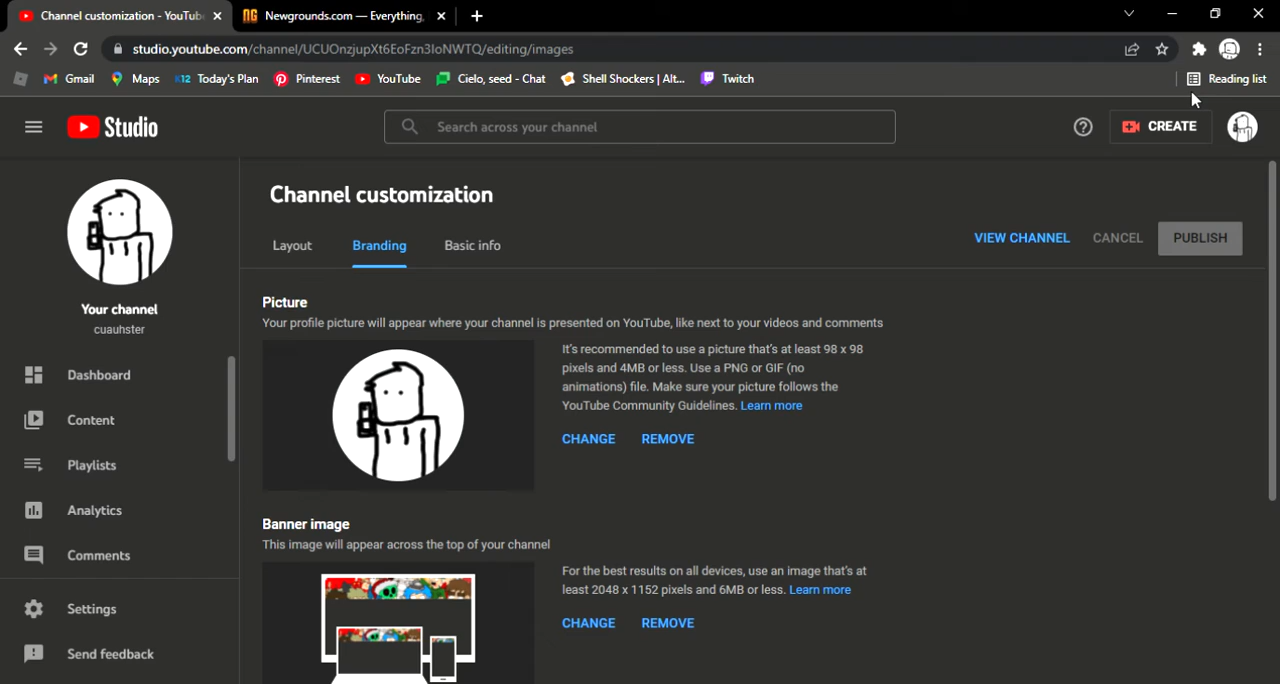 Channel customization - YouTub
Newgrounds.com — Everything,
studio.youtube.com/channel/UCUOnzjupXt6EoFzn3IoNWTQ/editing/images
Gmail
Maps
K12 Today's Plan
Pinterest
YouTube
Cielo, seed - Chat
Shell Shockers | Alt...
Twitch
Reading list
Studio
Search across your channel
CREATE
Your channel
cuauhster
Dashboard
Content
Playlists
Analytics
Comments
Settings
Send feedback
Channel customization
Layout
Branding
Basic info
VIEW CHANNEL
CANCEL
PUBLISH
Picture
Your profile picture will appear where your channel is presented on YouTube, like next to your videos and comments
It's recommended to use a picture that's at least 98 x 98
pixels and 4MB or less. Use a PNG or GIF (no
animations) file. Make sure your picture follows the
YouTube Community Guidelines. Learn more
CHANGE
REMOVE
Banner image
This image will appear across the top of your channel
For the best results on all devices, use an image that's at
least 2048 x 1152 pixels and 6MB or less. Learn more
CHANGE
REMOVE